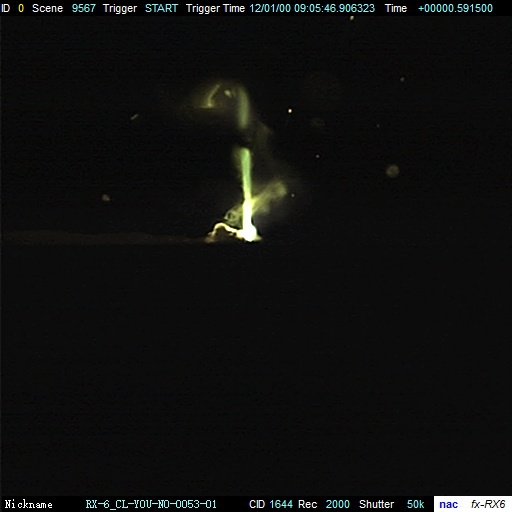 ID 0 Scene 9567 Trigger START Trigger Time 12/01/00 09:05:46.906323 Time +00000.591500
Nickname RX-6_CL-YOU-NO-0053-01 CID 1644 Rec 2000 Shutter 50k nac fx-RX6